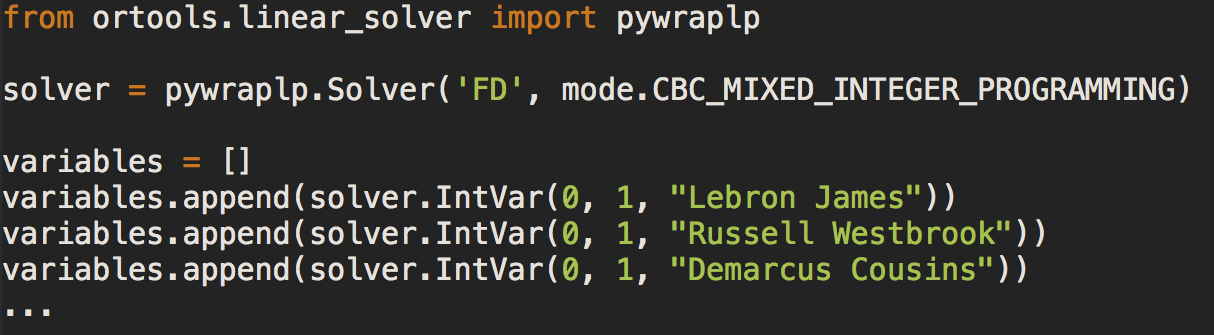 from ortools.linear_solver import pywraplp
solver = pywraplp.Solver('FD', mode.CBC_MIXED_INTEGER_PROGRAMMING)
variables = []
variables.append(solver.IntVar(0, 1, "Lebron James"))
variables.append(solver.IntVar(0, 1, "Russell Westbrook"))
variables.append(solver.IntVar(0, 1, "Demarcus Cousins"))
...